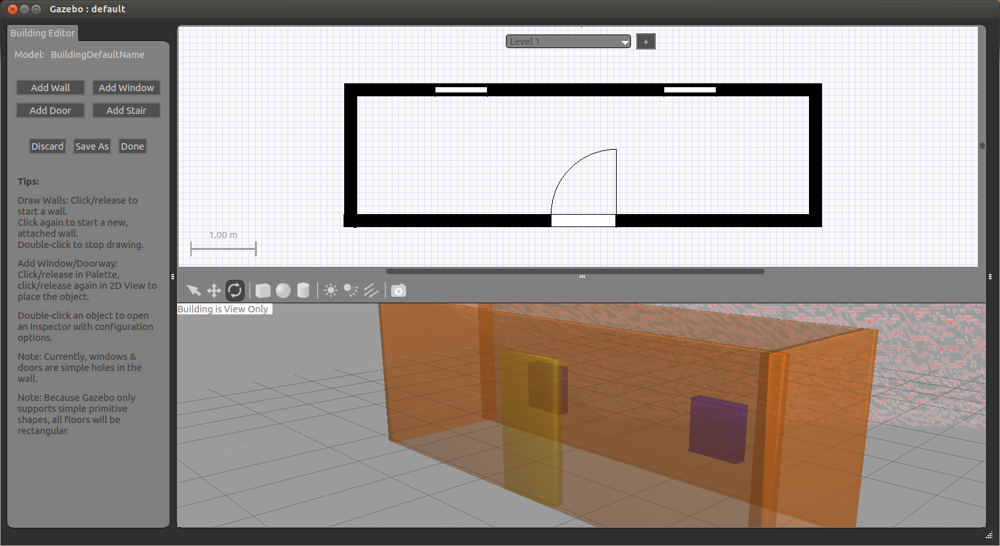 Gazebo : default
Building Editor
Model: BuildingDefaultName
Add Wall
Add Window
Add Door
Add Stair
Discard
Save As
Done
Tips:
Draw Walls: Click/release to
start a wall.
Click again to start a new,
attached wall.
Double-click to stop drawing.
Add Window/Doorway:
Click/release in Palette,
click/release again in 2D View to
place the object.
Double-click an object to open
an Inspector with configuration
options.
Note: Currently, windows &
doors are simple holes in the
wall.
Note: Because Gazebo only
supports simple primitive
shapes, all floors will be
rectangular.
Level 1
+
1.00 m
Building is View Only